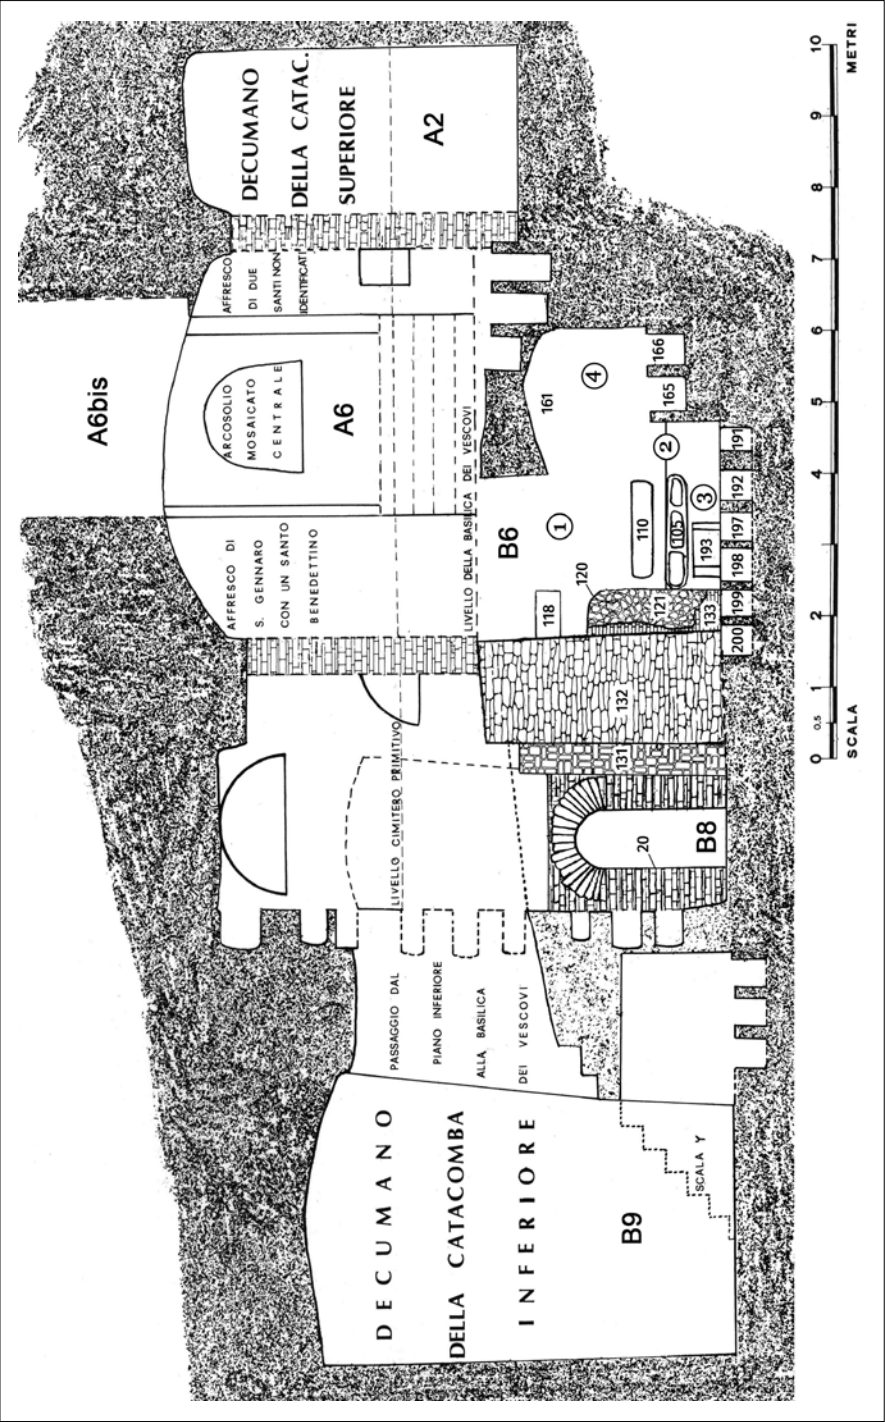 DECUMANO
DELLA CATACOMBA
INFERIORE
B9
SCALA Y
PASSAGGIO DAL
PIANO INFERIORE
ALLA BASILICA
DEI VESCOVI
LIVELLO CIMITERO PRIMITIVO
20
B8
131
132
AFFRESCO DI
S. GENNARO
CON UN SANTO
BENEDETTINO
A6bis
ARCOSOLIO
MOSAICATO
CENTRALE
A6
LIVELLO DELLA BASILICA DEI VESCOVI
AFFRESCO
DI DUE
SANTI NON
IDENTIFICATI
DECUMANO
DELLA CATAC.
SUPERIORE
A2
B6
118
120
121
133
1
110
105
193
2
3
4
161
165
166
200
199
198
197
192
191
0 0.5 1 2 4 5 6 7 8 9 10
SCALA METRI